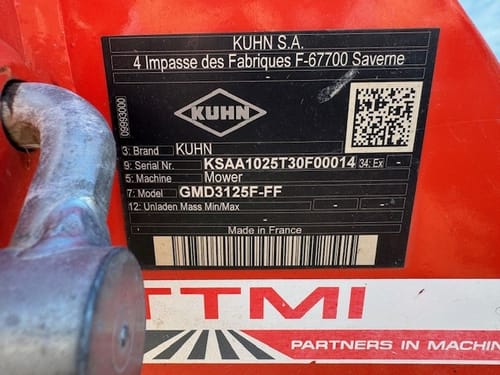 KUHN S.A.
4 Impasse des Fabriques F-67700 Saverne
09993000
KUHN
3: Brand KUHN
9: Serial Nr. KSAA1025T30F00014 34: Ex -
5: Machine Mower
7: Model GMD3125F-FF
12: Unladen Mass Min/Max - -
Made in France
TTMI
PARTNERS IN